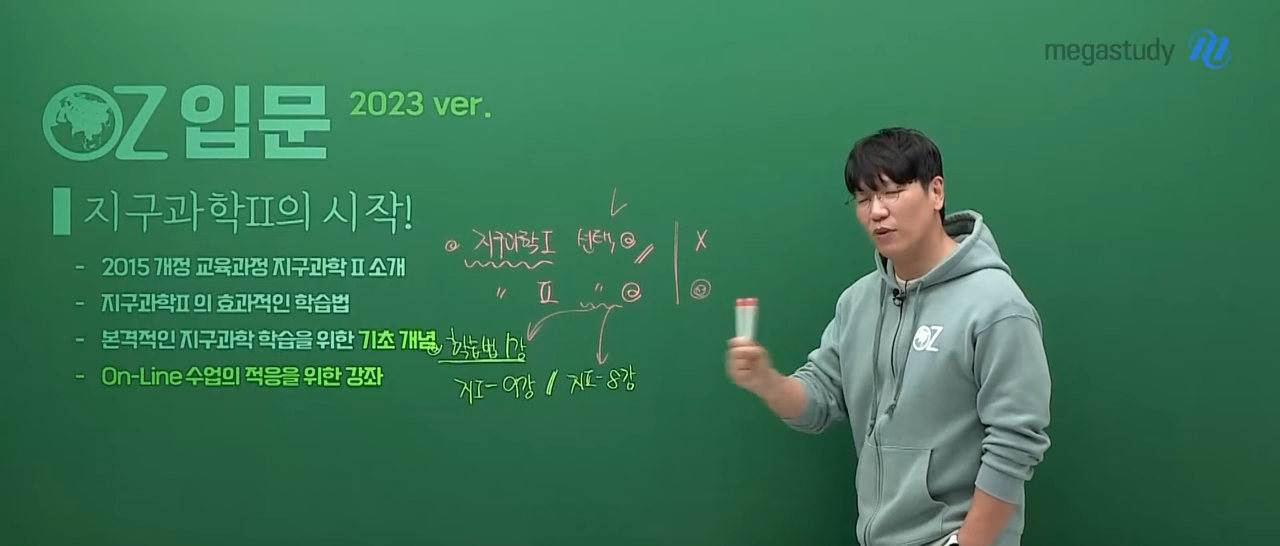 megastudy
OZ 입문 2023 ver.
지구과학II의 시작!
- 2015 개정 교육과정 지구과학 II 소개
- 지구과학II 의 효과적인 학습법
- 본격적인 지구과학 학습을 위한 기초 개념
- On-Line 수업의 적응을 위한 강좌
지구과학I 선택, X
" II "
학습법 1강
지I-9강 // 지II-8강
OZ